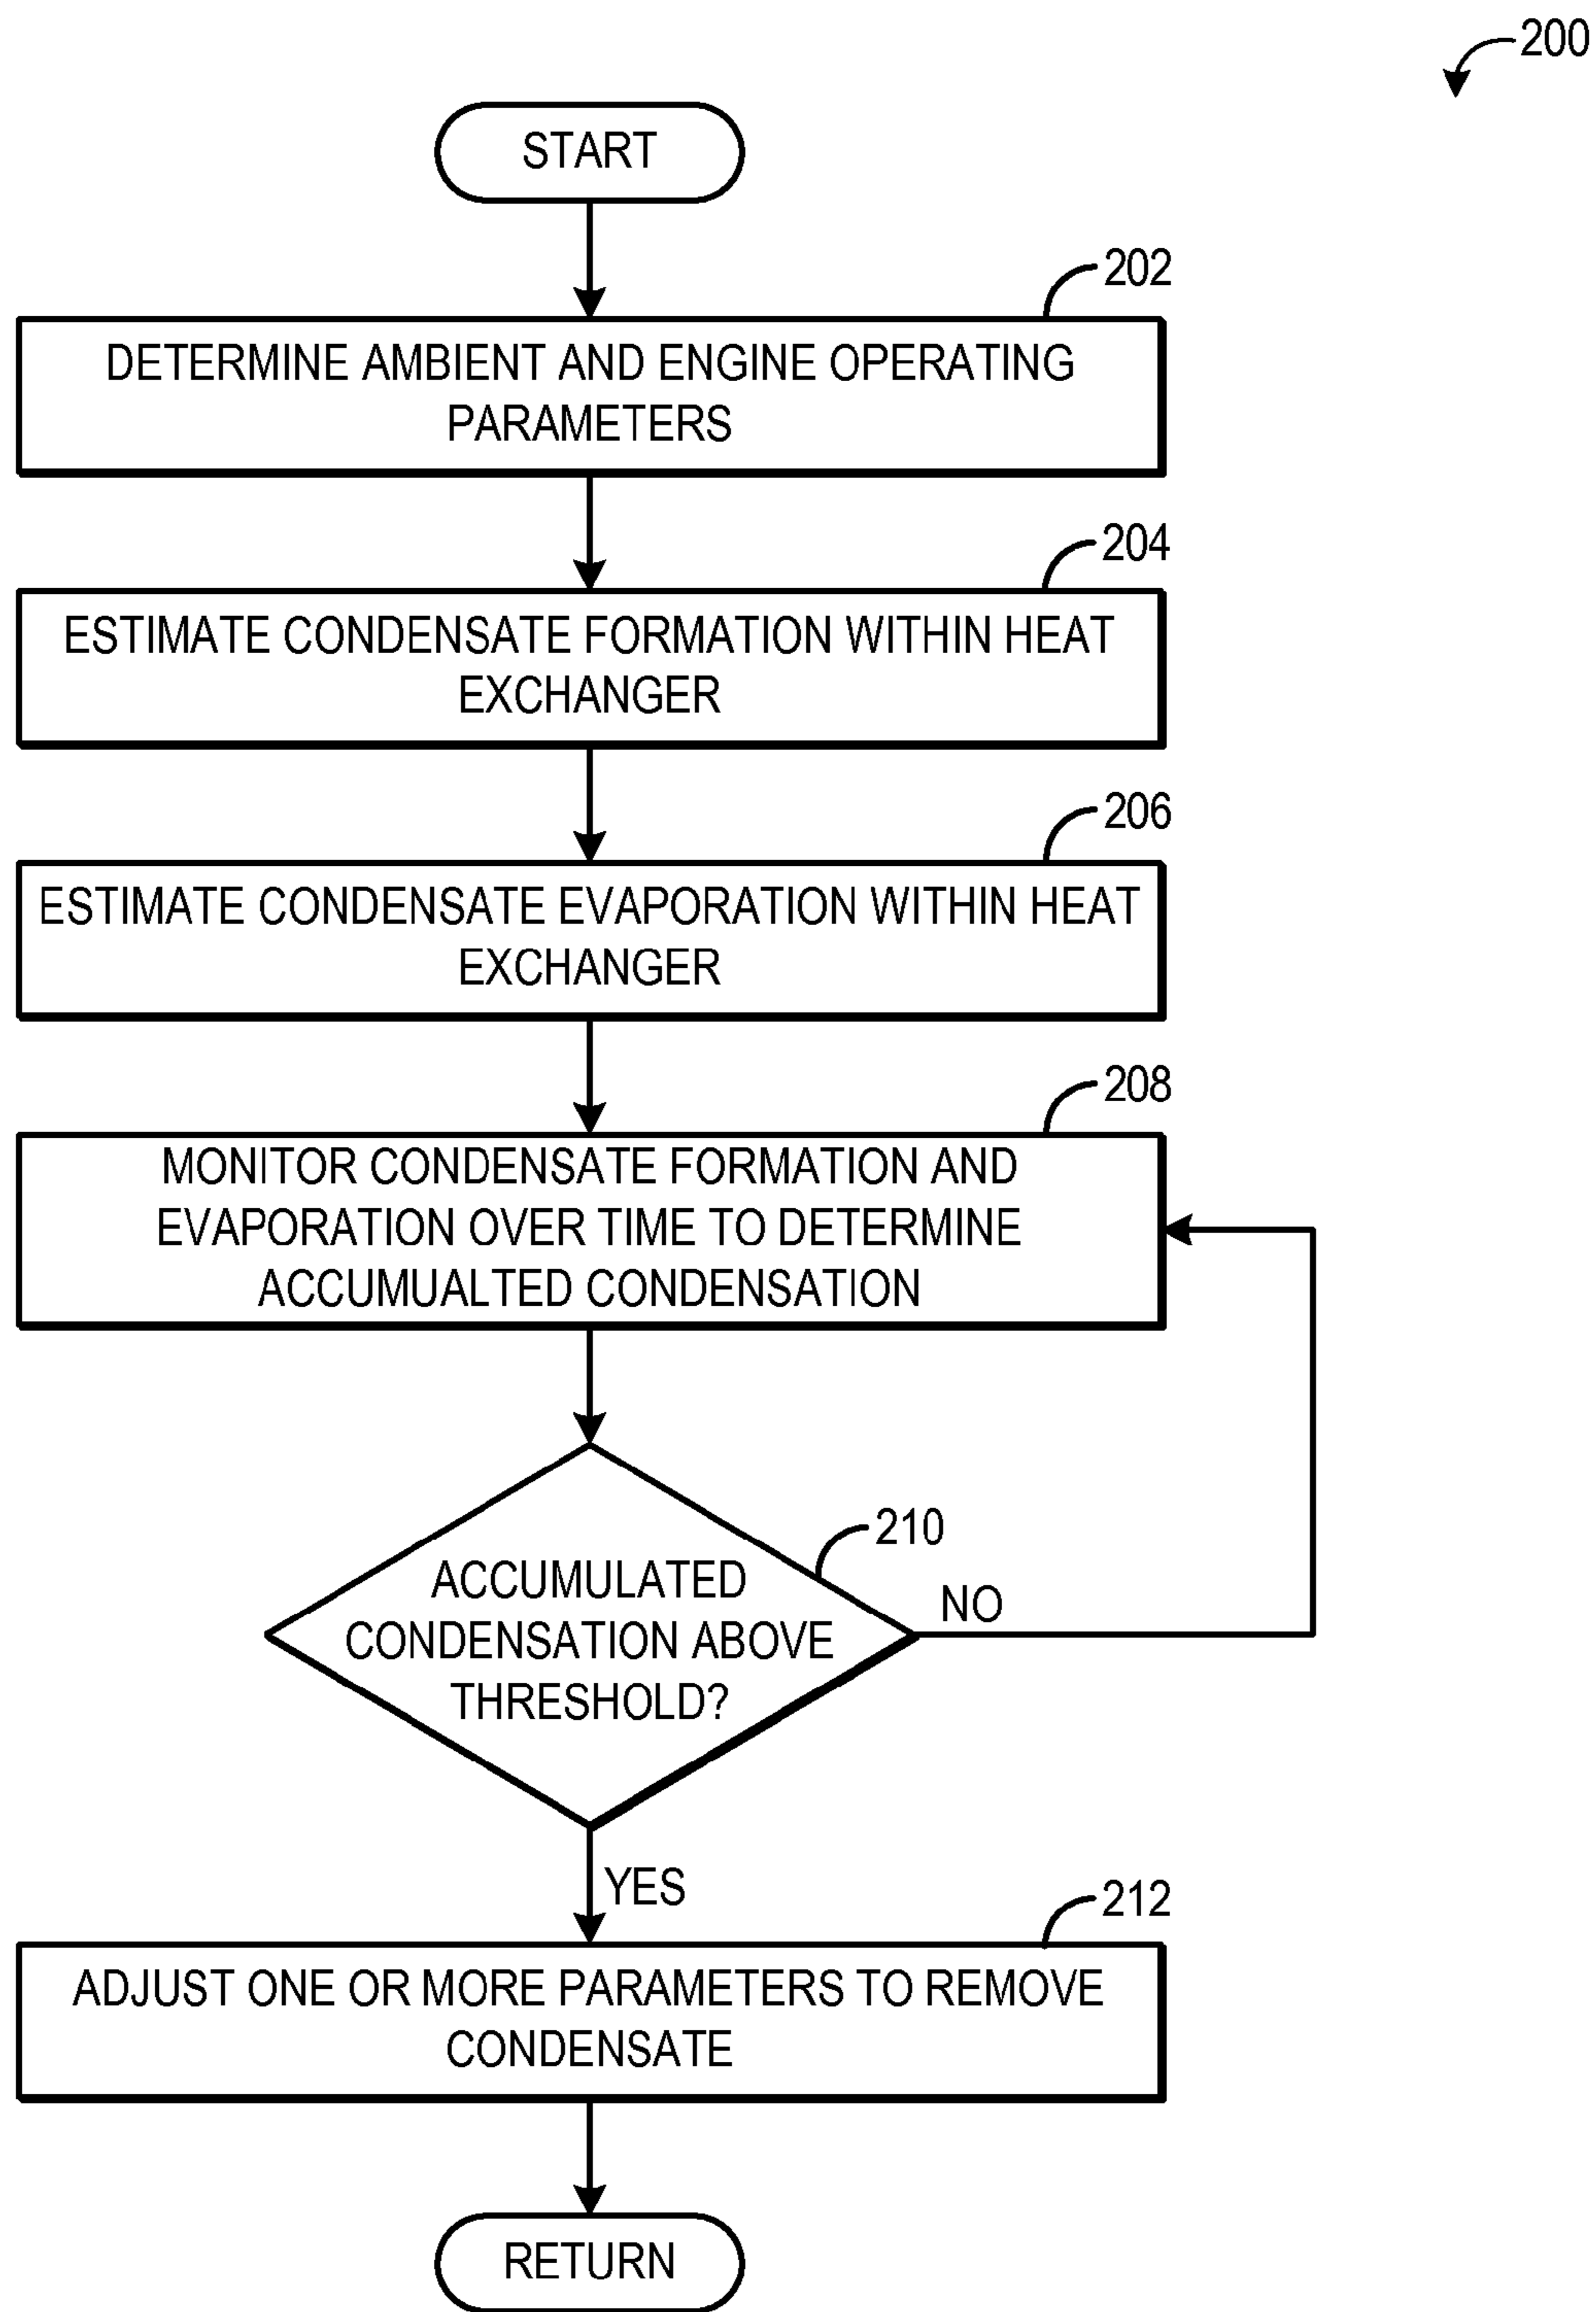 200
START
202
DETERMINE AMBIENT AND ENGINE OPERATING
PARAMETERS
204
ESTIMATE CONDENSATE FORMATION WITHIN HEAT
EXCHANGER
206
ESTIMATE CONDENSATE EVAPORATION WITHIN HEAT
EXCHANGER
208
MONITOR CONDENSATE FORMATION AND
EVAPORATION OVER TIME TO DETERMINE
ACCUMUALTED CONDENSATION
210
ACCUMULATED
CONDENSATION ABOVE
THRESHOLD?
NO
YES
212
ADJUST ONE OR MORE PARAMETERS TO REMOVE
CONDENSATE
RETURN